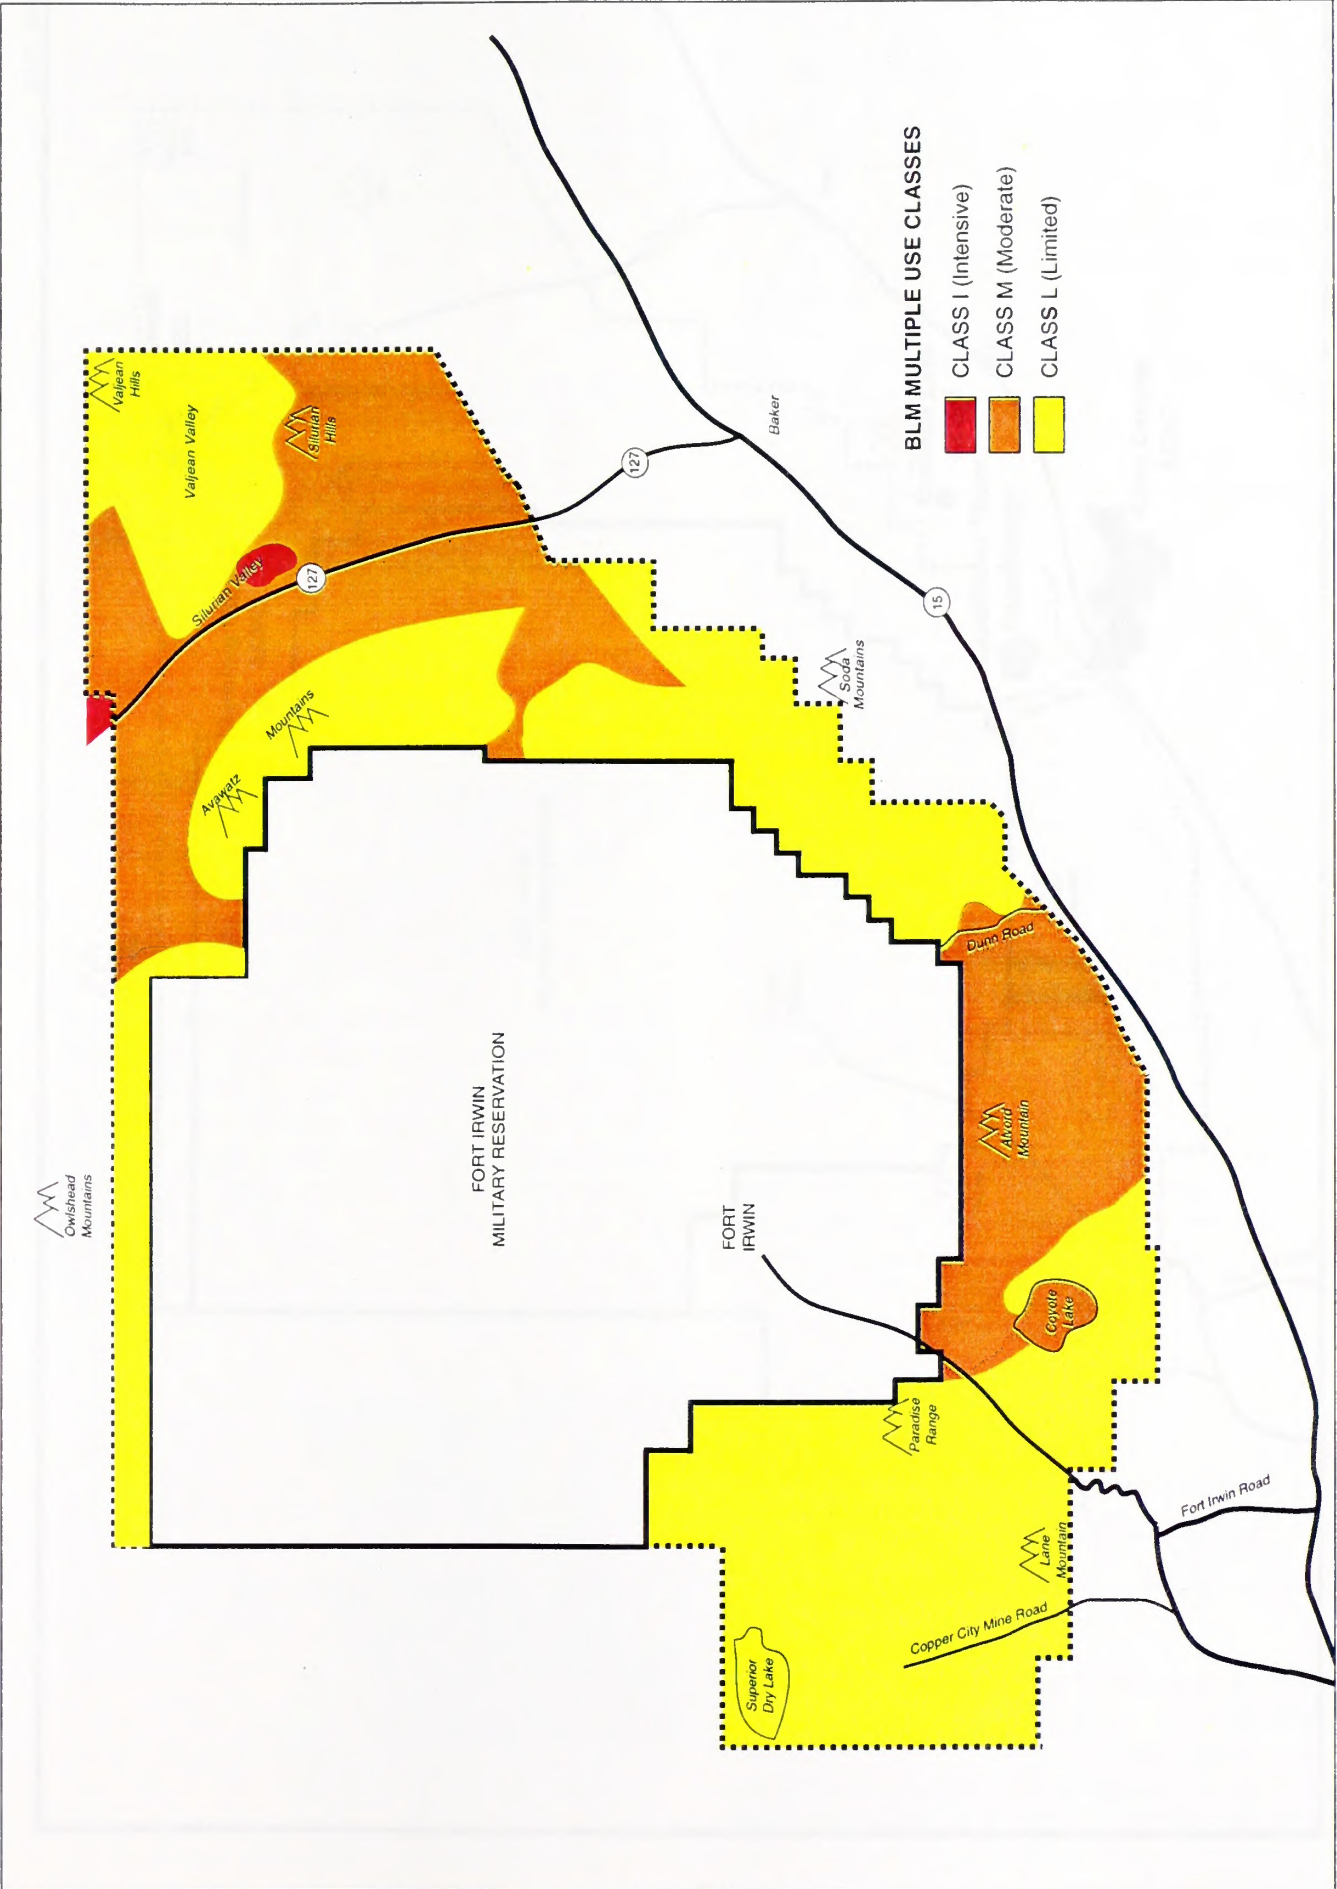 Owlshead
Mountains
Avawatz
Mountains
Silurian Valley
127
Valjean Valley
Valjean
Hills
Silurian
Hills
127
Baker
FORT IRWIN
MILITARY RESERVATION
FORT
IRWIN
Soda
Mountains
15
Superior
Dry Lake
Copper City Mine Road
Lane
Mountain
Paradise
Range
Coyote
Lake
Alvord
Mountain
Dunn Road
Fort Irwin Road
BLM MULTIPLE USE CLASSES
CLASS I (Intensive)
CLASS M (Moderate)
CLASS L (Limited)